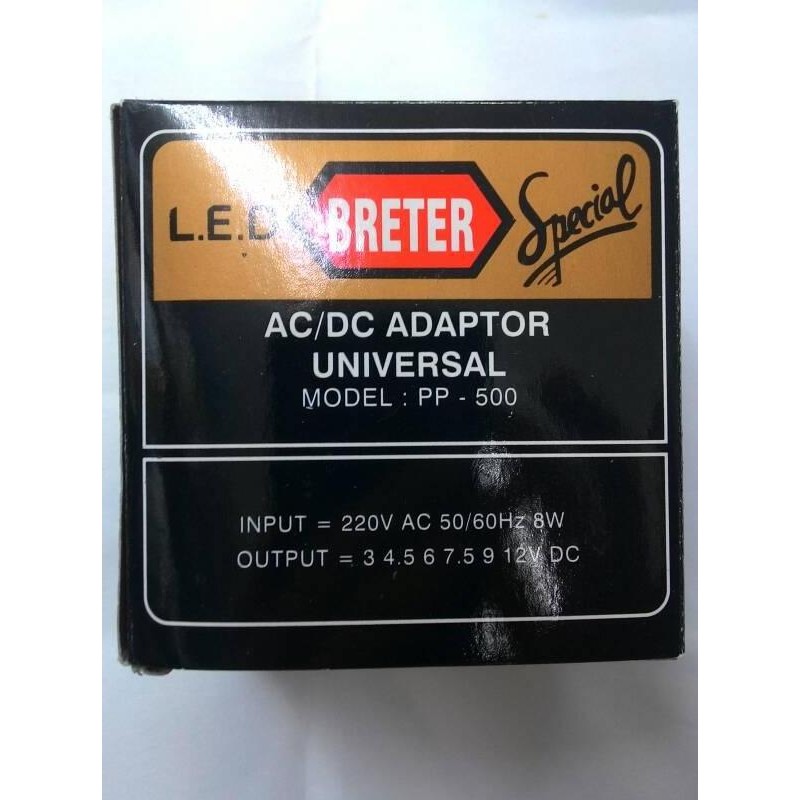 L.E.D BRETER Special
AC/DC ADAPTOR
UNIVERSAL
MODEL : PP - 500
INPUT = 220V AC 50/60Hz 8W
OUTPUT = 3 4.5 6 7.5 9 12V DC